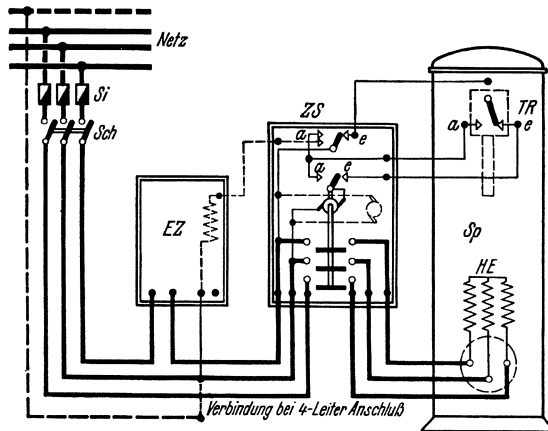 Netz
Si
Sch
ZS
a
e
a
e
TR
a
e
EZ
Sp
HE
Verbindung bei 4-Leiter Anschluß